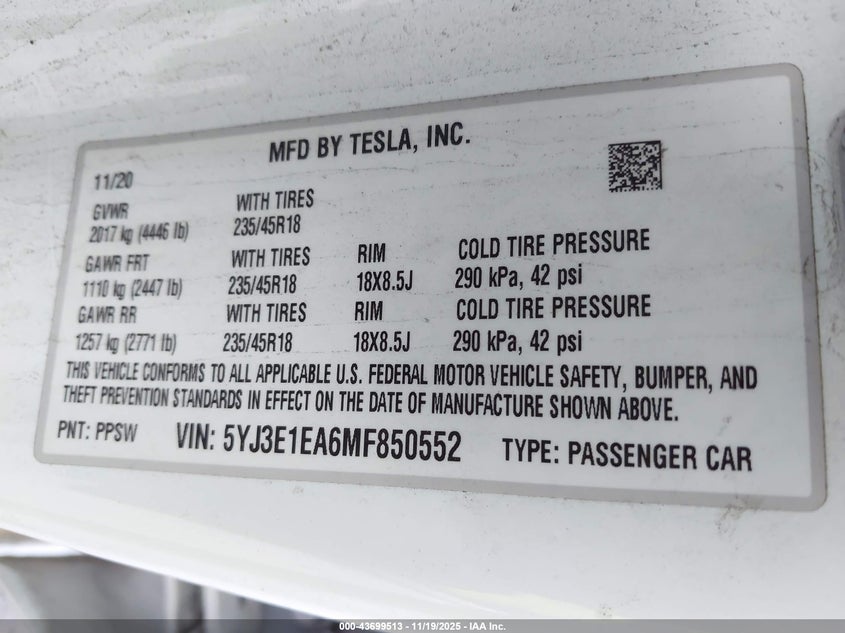 MFD BY TESLA, INC.
11/20
GVWR WITH TIRES
2017 kg (4446 lb) 235/45R18
GAWR FRT WITH TIRES RIM COLD TIRE PRESSURE
1110 kg (2447 lb) 235/45R18 18X8.5J 290 kPa, 42 psi
GAWR RR WITH TIRES RIM COLD TIRE PRESSURE
1257 kg (2771 lb) 235/45R18 18X8.5J 290 kPa, 42 psi
THIS VEHICLE CONFORMS TO ALL APPLICABLE U.S. FEDERAL MOTOR VEHICLE SAFETY, BUMPER, AND
THEFT PREVENTION STANDARDS IN EFFECT ON THE DATE OF MANUFACTURE SHOWN ABOVE.
PNT: PPSW VIN: 5YJ3E1EA6MF850552 TYPE: PASSENGER CAR
000-43699513 - 11/19/2025 - IAA Inc.